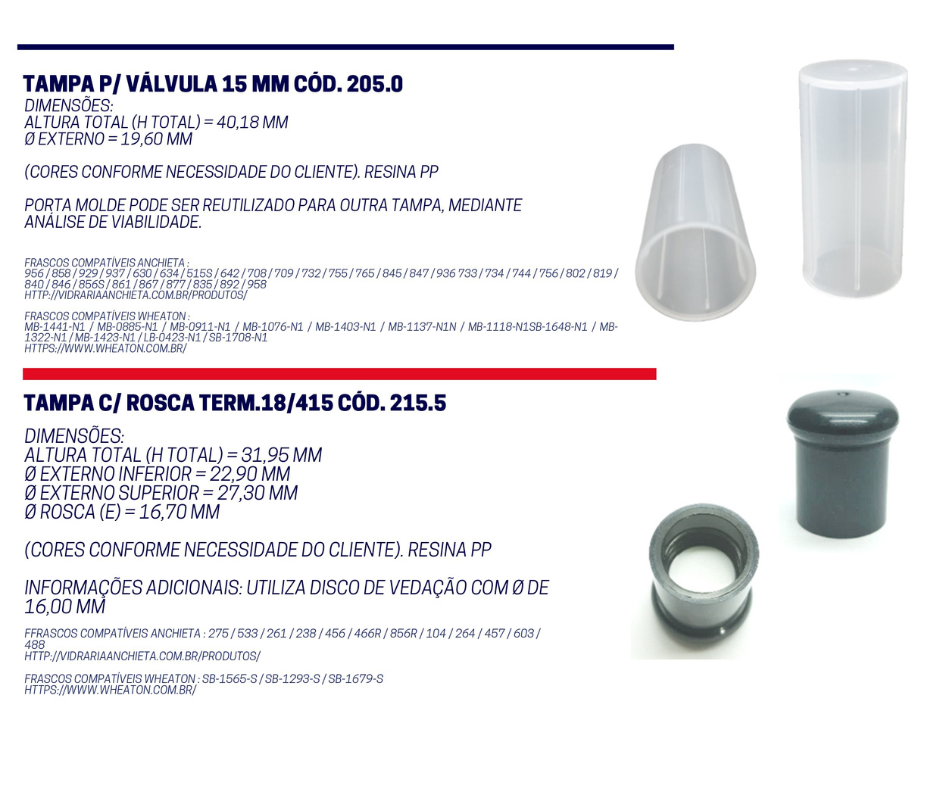 TAMPA P/ VÁLVULA 15 MM CÓD. 205.0
DIMENSÕES:
ALTURA TOTAL (H TOTAL) = 40,18 MM
Ø EXTERNO = 19,60 MM
(CORES CONFORME NECESSIDADE DO CLIENTE). RESINA PP
PORTA MOLDE PODE SER REUTILIZADO PARA OUTRA TAMPA, MEDIANTE
ANÁLISE DE VIABILIDADE.
FRASCOS COMPATÍVEIS ANCHIETA :
956 / 858 / 929 / 937 / 630 / 634 / 515S / 642 / 708 / 709 / 732 / 755 / 765 / 845 / 847 / 936 733 / 734 / 744 / 756 / 802 / 819 /
840 / 846 / 856S / 861 / 867 / 877 / 835 / 892 / 958
HTTP://VIDRARIAANCHIETA.COM.BR/PRODUTOS/
FRASCOS COMPATÍVEIS WHEATON :
MB-1441-N1 / MB-0885-N1 / MB-0911-N1 / MB-1076-N1 / MB-1403-N1 / MB-1137-N1N / MB-1118-N1SB-1648-N1 / MB-
1322-N1 / MB-1423-N1 / LB-0423-N1 / SB-1708-N1
HTTPS://WWW.WHEATON.COM.BR/
TAMPA C/ ROSCA TERM.18/415 CÓD. 215.5
DIMENSÕES:
ALTURA TOTAL (H TOTAL) = 31,95 MM
Ø EXTERNO INFERIOR = 22,90 MM
Ø EXTERNO SUPERIOR = 27,30 MM
Ø ROSCA (E) = 16,70 MM
(CORES CONFORME NECESSIDADE DO CLIENTE). RESINA PP
INFORMAÇÕES ADICIONAIS: UTILIZA DISCO DE VEDAÇÃO COM Ø DE
16,00 MM
FFRASCOS COMPATÍVEIS ANCHIETA : 275 / 533 / 261 / 238 / 456 / 466R / 856R / 104 / 264 / 457 / 603 /
488
HTTP://VIDRARIAANCHIETA.COM.BR/PRODUTOS/
FRASCOS COMPATÍVEIS WHEATON : SB-1565-S / SB-1293-S / SB-1679-S
HTTPS://WWW.WHEATON.COM.BR/